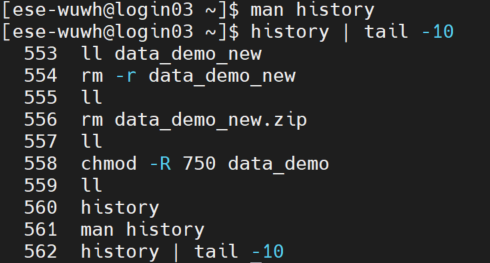 [ese-wuwh@login03 ~]$ man history
[ese-wuwh@login03 ~]$ history | tail -10
553 ll data_demo_new
554 rm -r data_demo_new
555 ll
556 rm data_demo_new.zip
557 ll
558 chmod -R 750 data_demo
559 ll
560 history
561 man history
562 history | tail -10